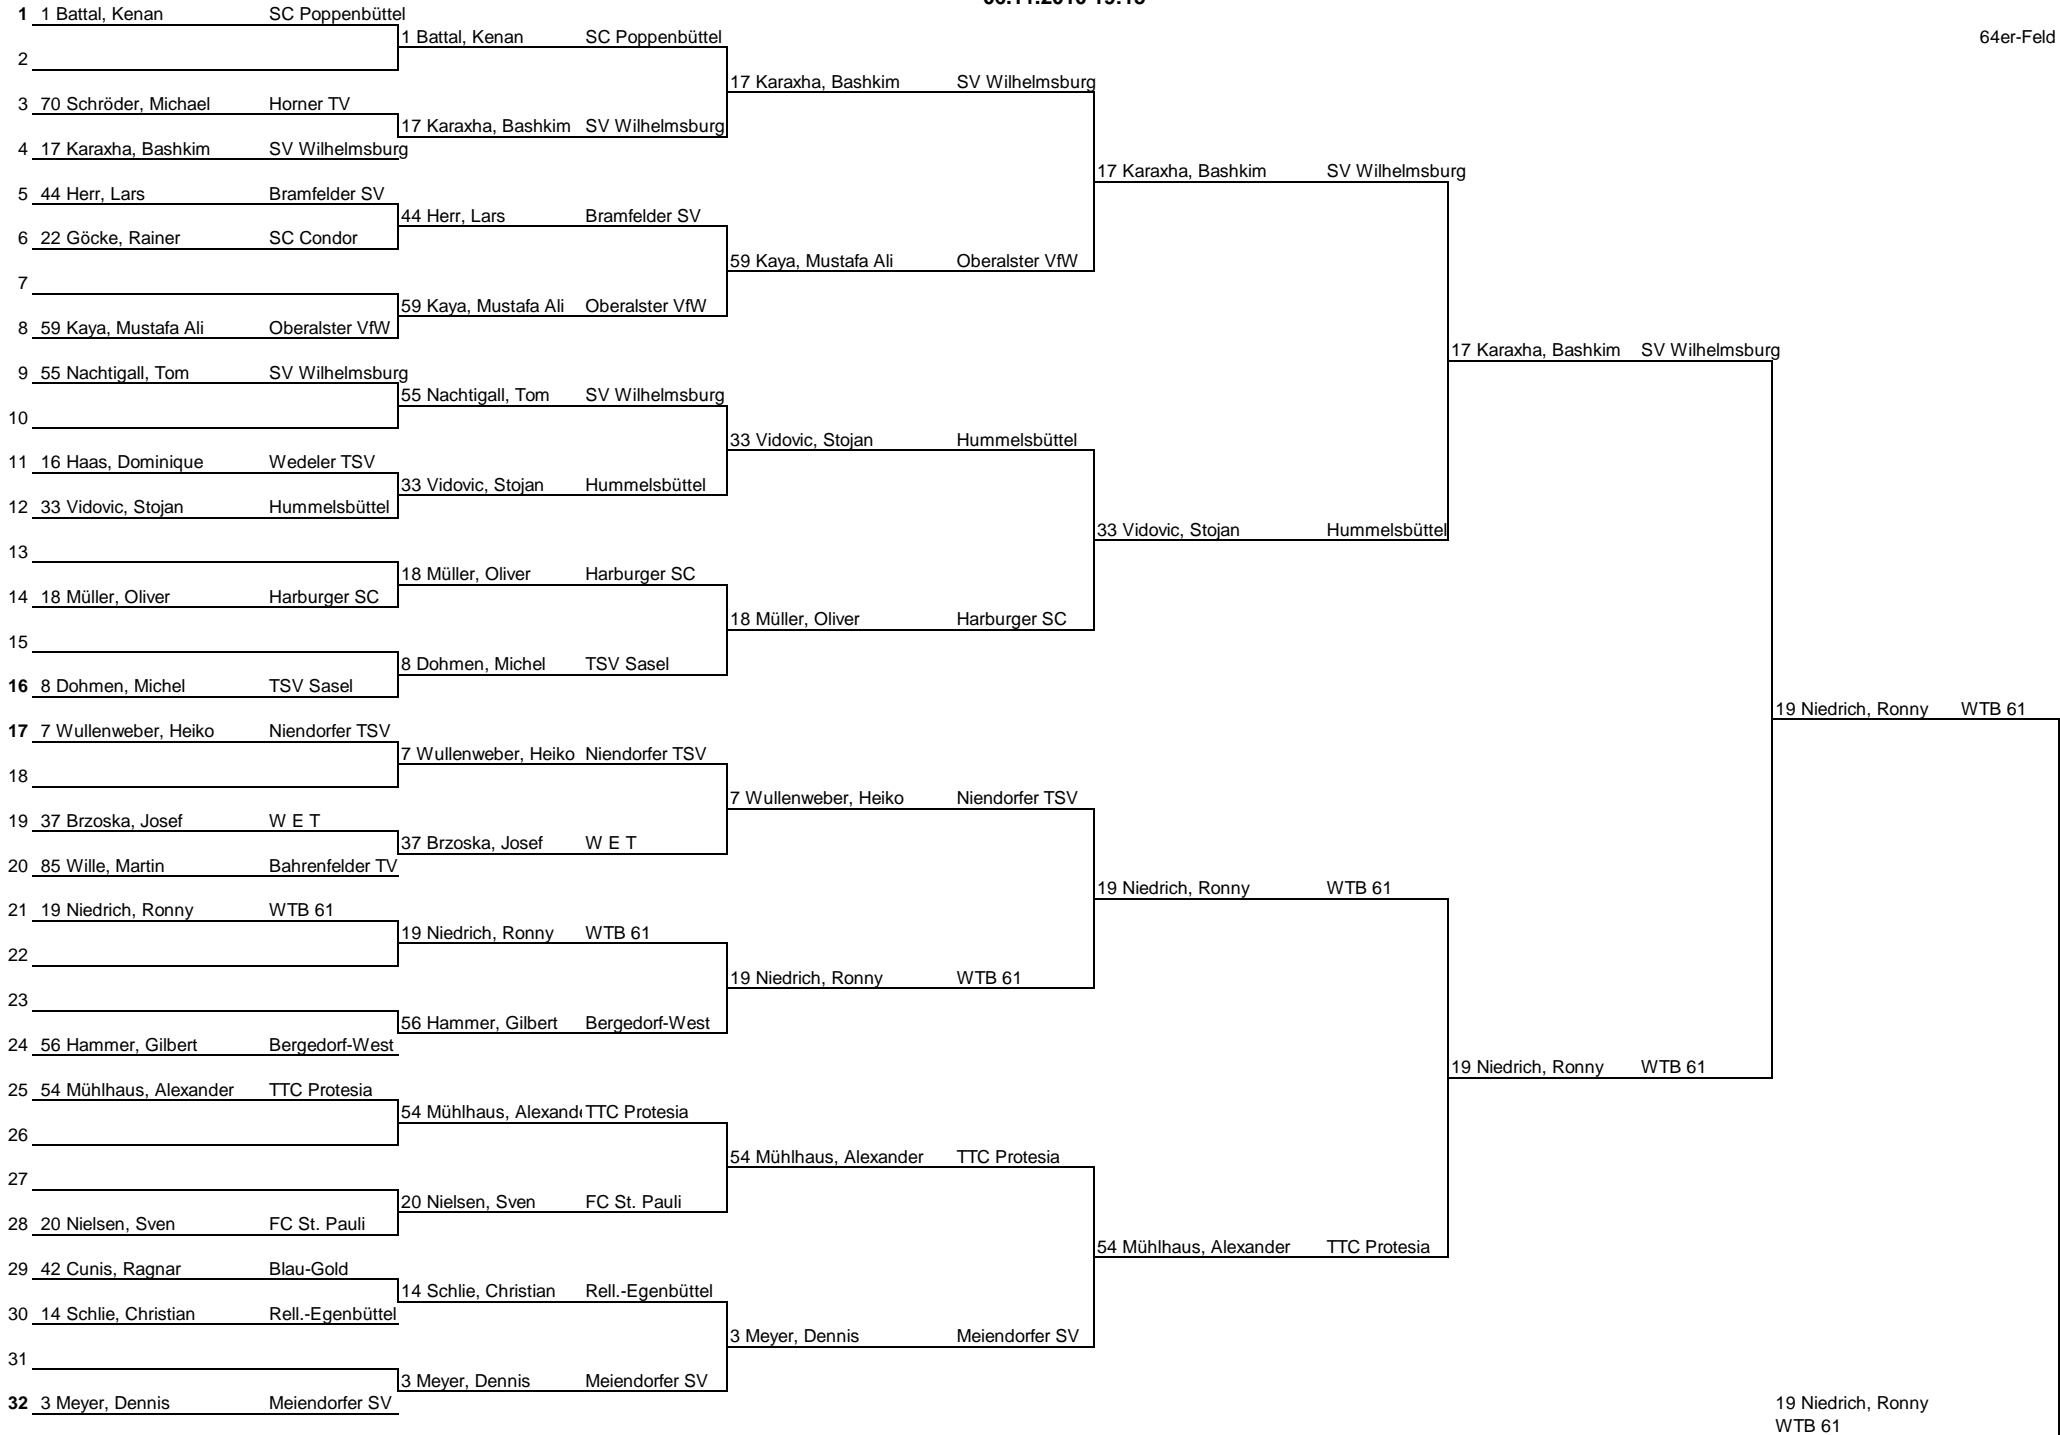 1 1 Battal, Kenan SC Poppenbüttel
1 Battal, Kenan SC Poppenbüttel
64er-Feld
2
17 Karaxha, Bashkim SV Wilhelmsburg
3 70 Schröder, Michael Horner TV
17 Karaxha, Bashkim SV Wilhelmsburg
4 17 Karaxha, Bashkim SV Wilhelmsburg
17 Karaxha, Bashkim SV Wilhelmsburg
5 44 Herr, Lars Bramfelder SV
44 Herr, Lars Bramfelder SV
6 22 Göcke, Rainer SC Condor
59 Kaya, Mustafa Ali Oberalster VfW
7
59 Kaya, Mustafa Ali Oberalster VfW
8 59 Kaya, Mustafa Ali Oberalster VfW
17 Karaxha, Bashkim SV Wilhelmsburg
9 55 Nachtigall, Tom SV Wilhelmsburg
55 Nachtigall, Tom SV Wilhelmsburg
10
33 Vidovic, Stojan Hummelsbüttel
11 16 Haas, Dominique Wedeler TSV
33 Vidovic, Stojan Hummelsbüttel
12 33 Vidovic, Stojan Hummelsbüttel
33 Vidovic, Stojan Hummelsbüttel
13
18 Müller, Oliver Harburger SC
14 18 Müller, Oliver Harburger SC
18 Müller, Oliver Harburger SC
15
8 Dohmen, Michel TSV Sasel
16 8 Dohmen, Michel TSV Sasel
19 Niedrich, Ronny WTB 61
17 7 Wullenweber, Heiko Niendorfer TSV
7 Wullenweber, Heiko Niendorfer TSV
18
7 Wullenweber, Heiko Niendorfer TSV
19 37 Brzoska, Josef W E T
37 Brzoska, Josef W E T
20 85 Wille, Martin Bahrenfelder TV
19 Niedrich, Ronny WTB 61
21 19 Niedrich, Ronny WTB 61
19 Niedrich, Ronny WTB 61
22
19 Niedrich, Ronny WTB 61
23
56 Hammer, Gilbert Bergedorf-West
24 56 Hammer, Gilbert Bergedorf-West
19 Niedrich, Ronny WTB 61
25 54 Mühlhaus, Alexander TTC Protesia
54 Mühlhaus, Alexand TTC Protesia
26
54 Mühlhaus, Alexander TTC Protesia
27
20 Nielsen, Sven FC St. Pauli
28 20 Nielsen, Sven FC St. Pauli
54 Mühlhaus, Alexander TTC Protesia
29 42 Cunis, Ragnar Blau-Gold
14 Schlie, Christian Rell.-Egenbüttel
30 14 Schlie, Christian Rell.-Egenbüttel
3 Meyer, Dennis Meiendorfer SV
31
3 Meyer, Dennis Meiendorfer SV
32 3 Meyer, Dennis Meiendorfer SV
19 Niedrich, Ronny
WTB 61